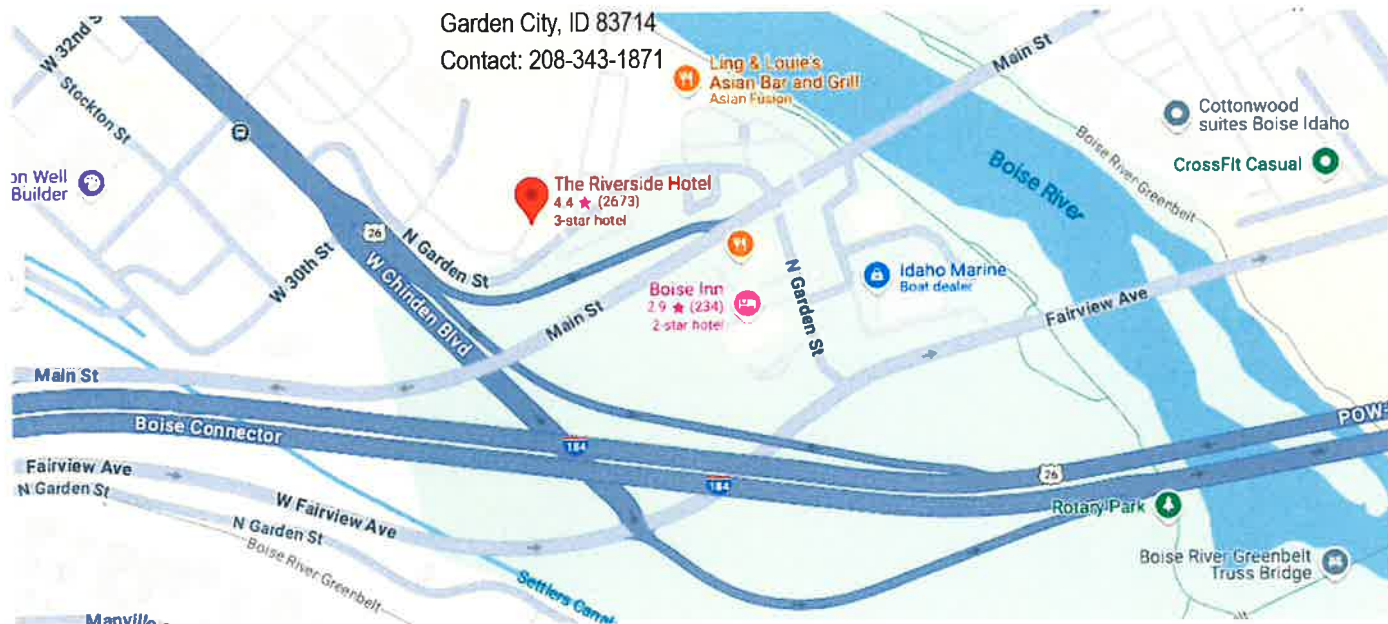 Garden City, ID 83714
Contact: 208-343-1871
W 32nd S
Stockton St
Main St
Ling & Louie's
Asian Bar and Grill
Asian Fusion
Cottonwood
suites Boise Idaho
Boise River Greenbelt
CrossFit Casual
on Well
Builder
The Riverside Hotel
4.4 ★ (2673)
3-star hotel
Boise River
26
N Garden St
W 30th St
W Chinden Blvd
Boise Inn
2.9 ★ (234)
2-star hotel
N Garden St
Idaho Marine
Boat dealer
Fairview Ave
Main St
Main St
Boise Connector
184
184
26
POW
Fairview Ave
N Garden St
W Fairview Ave
N Garden St
Boise River Greenbelt
Rotary Park
Settlers Canal
Boise River Greenbelt
Truss Bridge